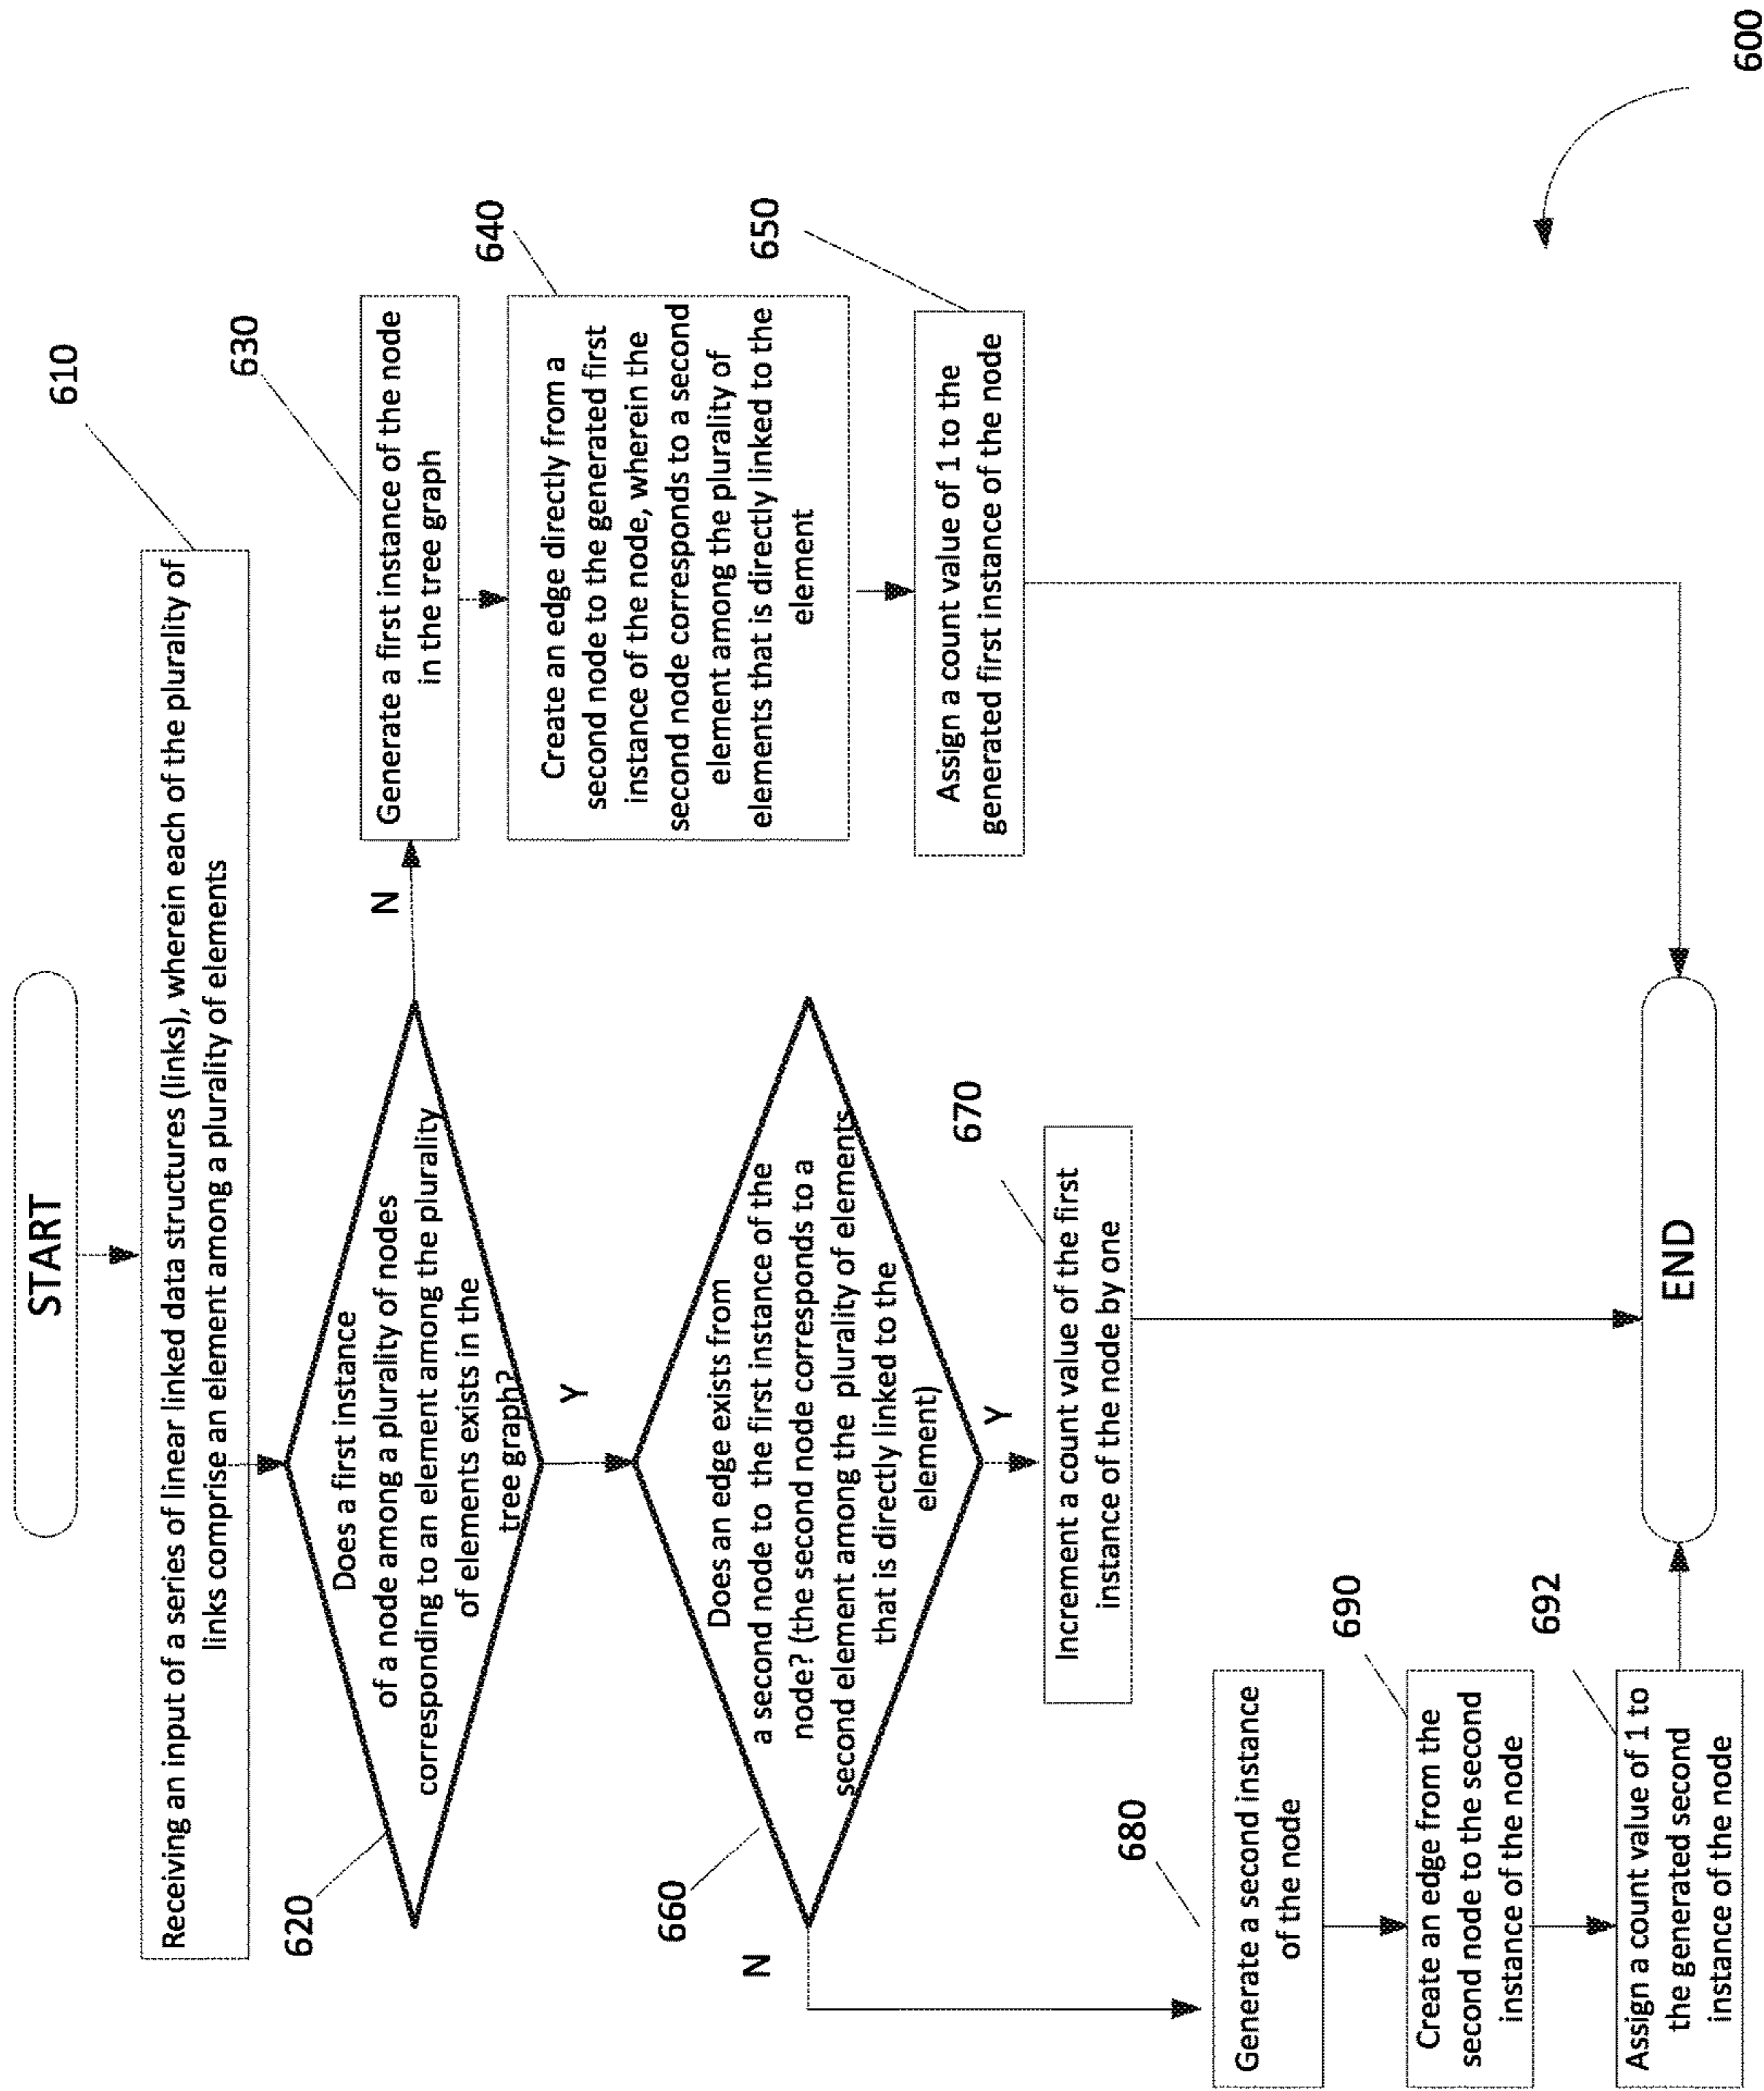 START
610
Receiving an input of a series of linear linked data structures (links), wherein each of the plurality of
links comprise an element among a plurality of elements
620
Does a first instance
of a node among a plurality of nodes
corresponding to an element among the plurality
of elements exists in the
tree graph?
N
Y
630
Generate a first instance of the node
in the tree graph
640
Create an edge directly from a
second node to the generated first
instance of the node, wherein the
second node corresponds to a second
element among the plurality of
elements that is directly linked to the
element
650
Assign a count value of 1 to the
generated first instance of the node
660
Does an edge exists from
a second node to the first instance of the
node? (the second node corresponds to a
second element among the plurality of elements
that is directly linked to the
element)
N
Y
670
Increment a count value of the first
instance of the node by one
680
Generate a second instance
of the node
690
Create an edge from the
second node to the second
instance of the node
692
Assign a count value of 1 to
the generated second
instance of the node
END
600